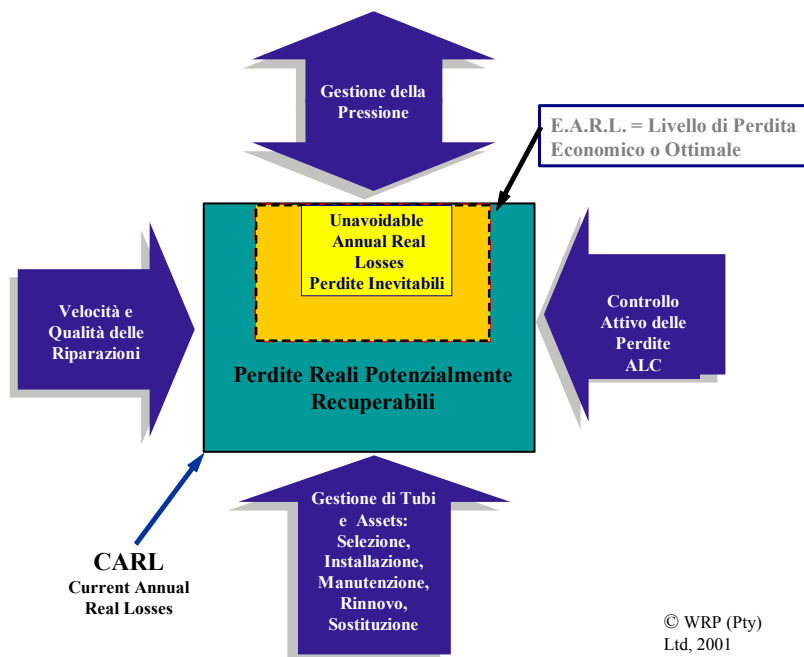 Gestione della
Pressione
E.A.R.L. = Livello di Perdita
Economico o Ottimale
Unavoidable
Annual Real
Losses
Perdite Inevitabili
Velocità e
Qualità delle
Riparazioni
Controllo
Attivo delle
Perdite
ALC
Perdite Reali Potenzialmente
Recuperabili
Gestione di Tubi
e Assets:
Selezione,
Installazione,
Manutenzione,
Rinnovo,
Sostituzione
CARL
Current Annual
Real Losses
© WRP (Pty)
Ltd, 2001